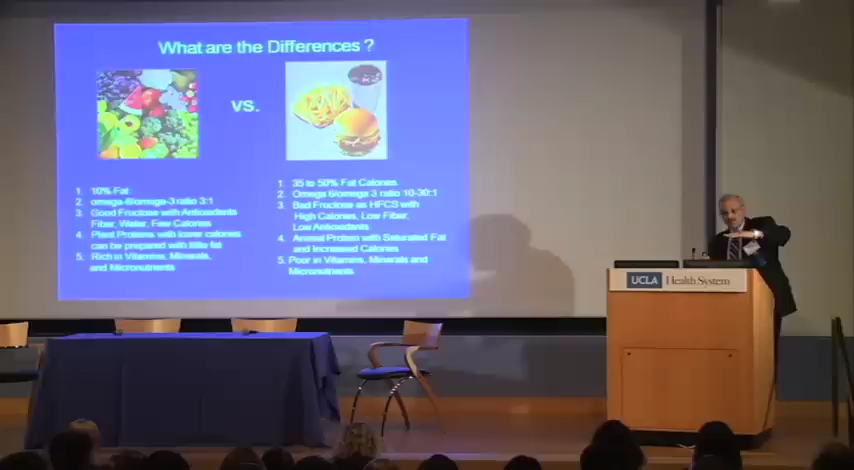 What are the Differences ?
vs.
1. 10% Fat
2. omega-6/omega-3 ratio 3:1
3. Good Fructose with Antioxidants
Fiber, Water, Few Calories
4. Plant Proteins with lower calories
can be prepared with little fat
5. Rich in Vitamins, Minerals,
and Micronutrients
1. 35 to 50% Fat Calories
2. Omega 6/omega 3 ratio 10-30:1
3. Bad Fructose as HFCS with
High Calories, Low Fiber,
Low Antioxidants
4. Animal Protein with Saturated Fat
and Increased Calories
5. Poor in Vitamins, Minerals and
Micronutrients
UCLA Health System